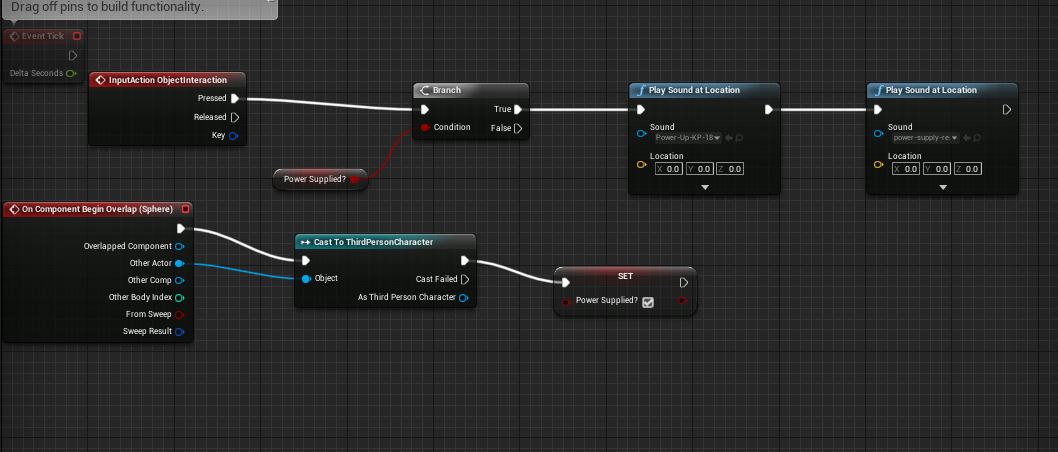 Drag off pins to build functionality.
Event Tick
Delta Seconds
InputAction ObjectInteraction
Pressed
Released
Key
Branch
True
Condition
False
Power Supplied?
Play Sound at Location
Sound
Power-Up-KP-18
Location
X 0.0 Y 0.0 Z 0.0
Play Sound at Location
Sound
power-supply-re
Location
X 0.0 Y 0.0 Z 0.0
On Component Begin Overlap (Sphere)
Overlapped Component
Other Actor
Other Comp
Other Body Index
From Sweep
Sweep Result
Cast To ThirdPersonCharacter
Object
Cast Failed
As Third Person Character
SET
Power Supplied?